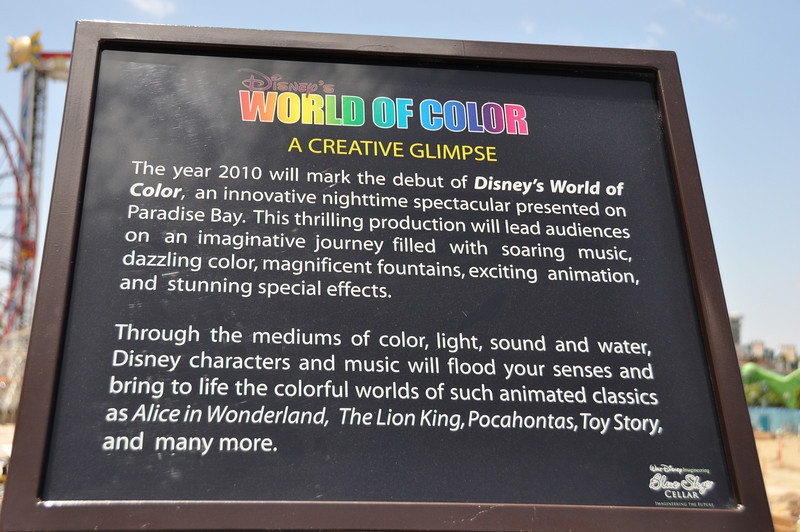 Disney's
WORLD OF COLOR
A CREATIVE GLIMPSE
The year 2010 will mark the debut of Disney's World of
Color, an innovative nighttime spectacular presented on
Paradise Bay. This thrilling production will lead audiences
on an imaginative journey filled with soaring music,
dazzling color, magnificent fountains, exciting animation,
and stunning special effects.
Through the mediums of color, light, sound and water,
Disney characters and music will flood your senses and
bring to life the colorful worlds of such animated classics
as Alice in Wonderland, The Lion King, Pocahontas, Toy Story,
and many more.
Walt Disney Imagineering
Blue Sky
CELLAR
IMAGINEERING THE FUTURE